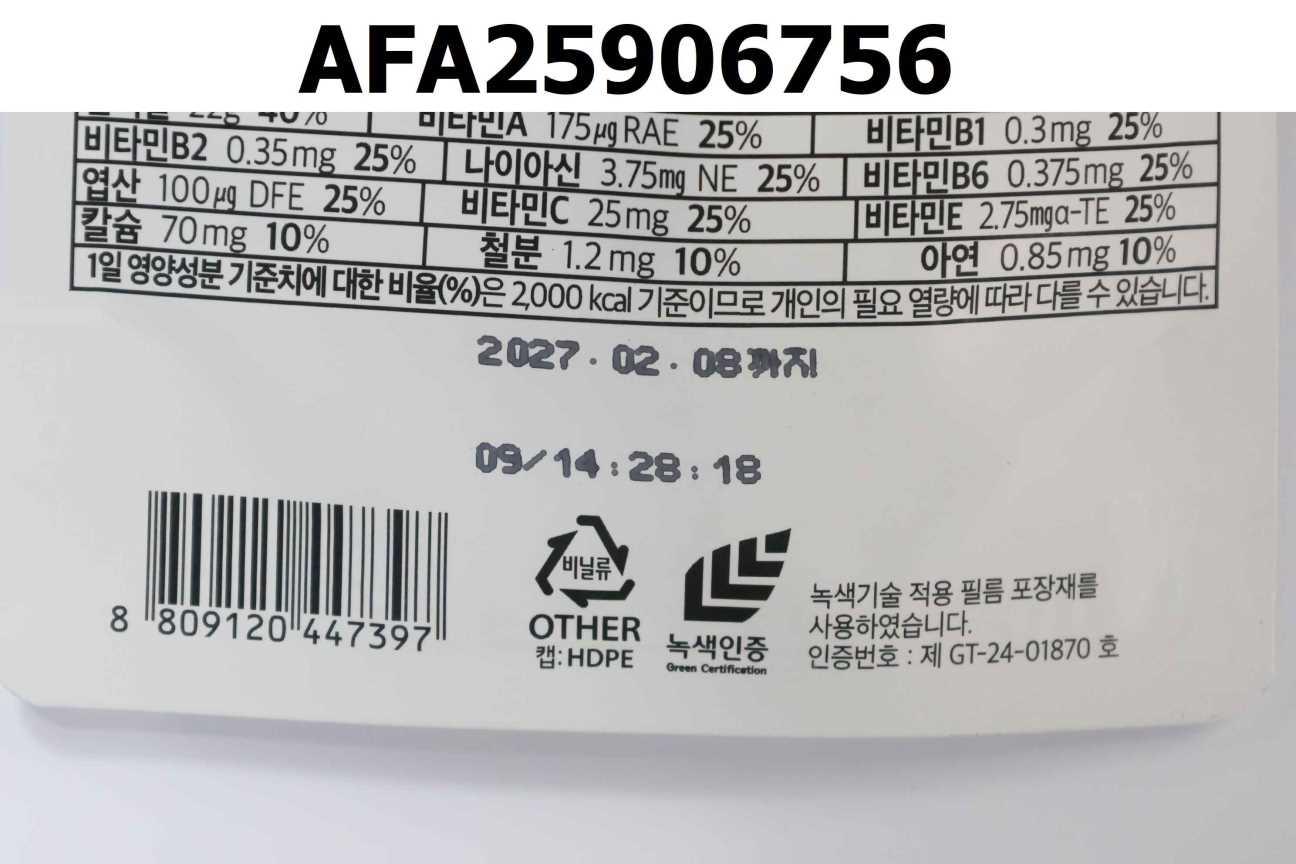 AFA25906756
비타민A 175㎍ RAE 25% 비타민B1 0.3mg 25%
비타민B2 0.35mg 25% 나이아신 3.75mg NE 25% 비타민B6 0.375mg 25%
엽산 100㎍ DFE 25% 비타민C 25mg 25% 비타민E 2.75mgα-TE 25%
칼슘 70mg 10% 철분 1.2mg 10% 아연 0.85mg 10%
1일 영양성분 기준치에 대한 비율(%)은 2,000 kcal 기준이므로 개인의 필요 열량에 따라 다를 수 있습니다.
2027.02.08까지
09/14:28:18
8 809120 447397
비닐류
OTHER
캡:HDPE
녹색인증
Green Certification
녹색기술 적용 필름 포장재를
사용하였습니다.
인증번호 : 제 GT-24-01870 호